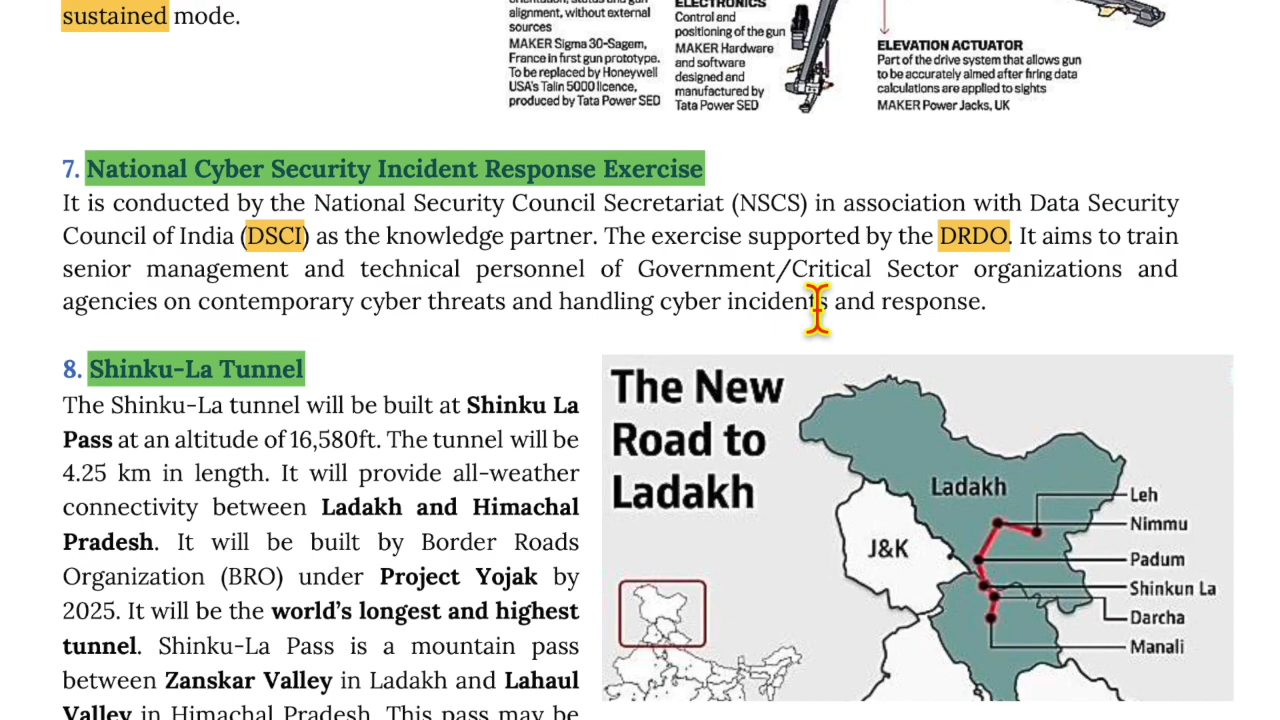 sustained mode.
alignment, without external
sources
MAKER Sigma 30-Sagem,
France in first gun prototype.
To be replaced by Honeywell
USA's Talin 5000 licence,
produced by Tata Power SED
ELECTRONICS
Control and
positioning of the gun
MAKER Hardware
and software
designed and
manufactured by
Tata Power SED
ELEVATION ACTUATOR
Part of the drive system that allows gun
to be accurately aimed after firing data
calculations are applied to sights
MAKER Power Jacks, UK
7. National Cyber Security Incident Response Exercise
It is conducted by the National Security Council Secretariat (NSCS) in association with Data Security
Council of India (DSCI) as the knowledge partner. The exercise supported by the DRDO. It aims to train
senior management and technical personnel of Government/Critical Sector organizations and
agencies on contemporary cyber threats and handling cyber incidents and response.
8. Shinku-La Tunnel
The Shinku-La tunnel will be built at Shinku La
Pass at an altitude of 16,580ft. The tunnel will be
4.25 km in length. It will provide all-weather
connectivity between Ladakh and Himachal
Pradesh. It will be built by Border Roads
Organization (BRO) under Project Yojak by
2025. It will be the world's longest and highest
tunnel. Shinku-La Pass is a mountain pass
between Zanskar Valley in Ladakh and Lahaul
Valley in Himachal Pradesh. This pass may be
The New
Road to
Ladakh
Ladakh
J&K
Leh
Nimmu
Padum
Shinkun La
Darcha
Manali